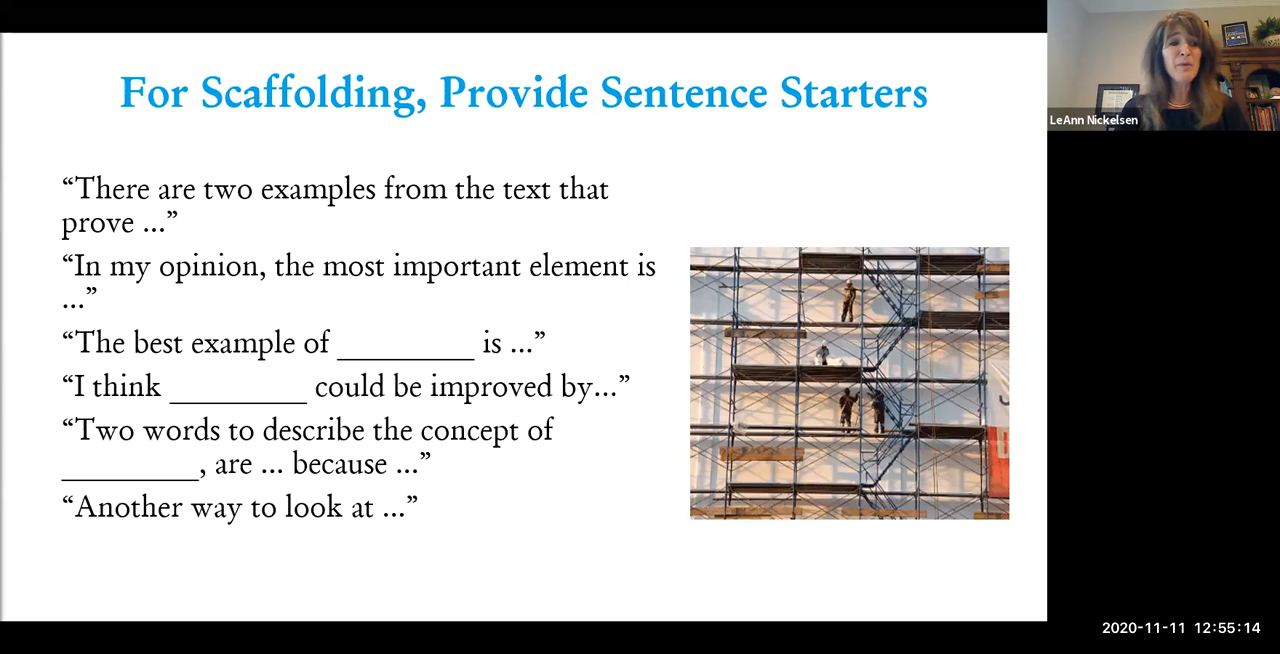 For Scaffolding, Provide Sentence Starters
“There are two examples from the text that
prove ...”
“In my opinion, the most important element is
...”
“The best example of _________ is ...”
“I think _________ could be improved by...”
“Two words to describe the concept of
_________, are ... because ...”
“Another way to look at ...”
LeAnn Nickelsen
2020-11-11 12:55:14